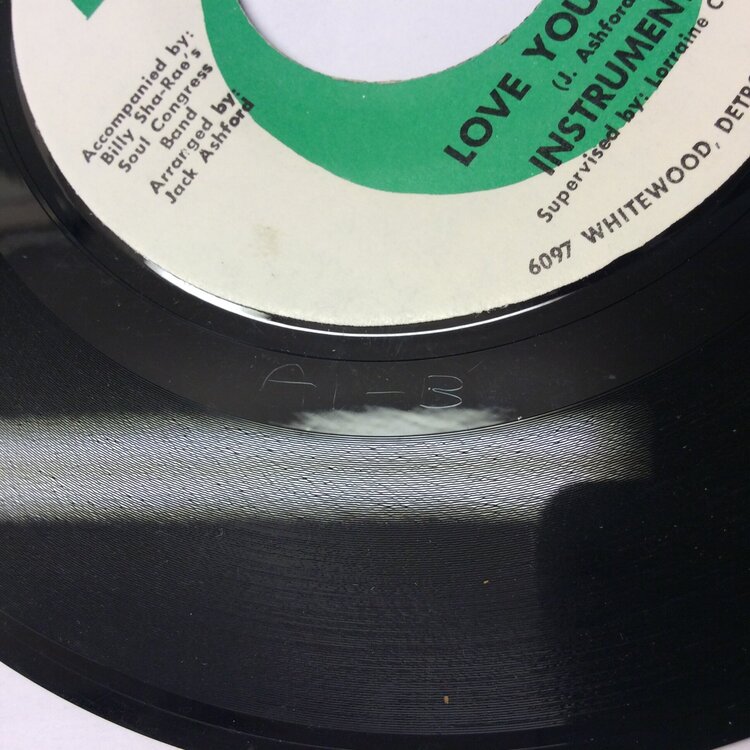 Accompanied by:
Billy Sha-Rae's
Soul Congress
Band
Arranged by:
Jack Ashford
LOVE YOU
(J. Ashford
INSTRUMEN
Supervised by: Lorraine C
6097 WHITEWOOD, DETR
A1-B